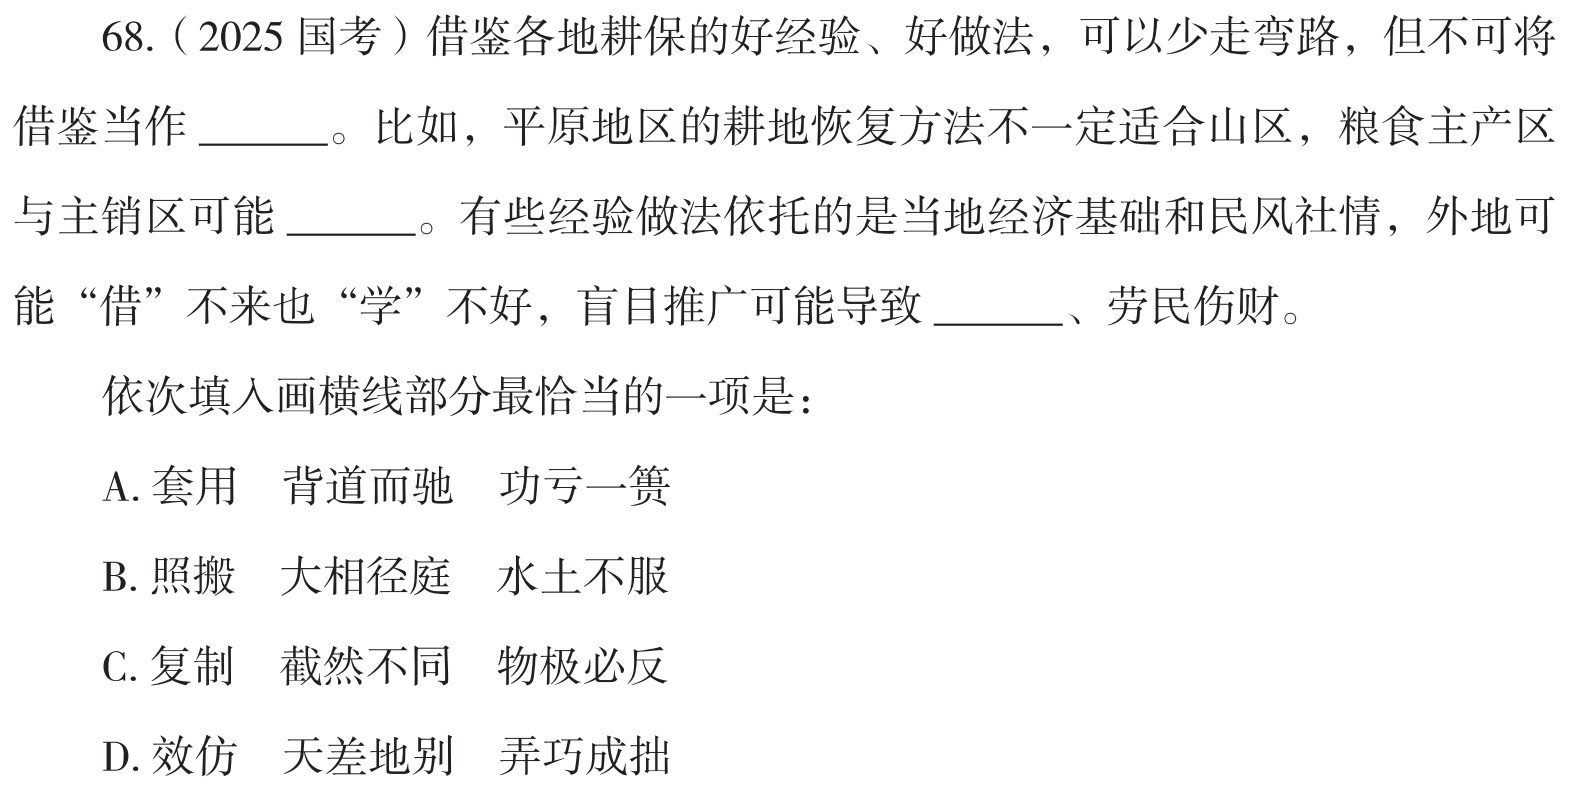 68.（2025 国考）借鉴各地耕保的好经验、好做法，可以少走弯路，但不可将
借鉴当作 ______。比如，平原地区的耕地恢复方法不一定适合山区，粮食主产区
与主销区可能 ______。有些经验做法依托的是当地经济基础和民风社情，外地可
能“借”不来也“学”不好，盲目推广可能导致 ______、劳民伤财。
依次填入画横线部分最恰当的一项是：
A. 套用　背道而驰　功亏一篑
B. 照搬　大相径庭　水土不服
C. 复制　截然不同　物极必反
D. 效仿　天差地别　弄巧成拙